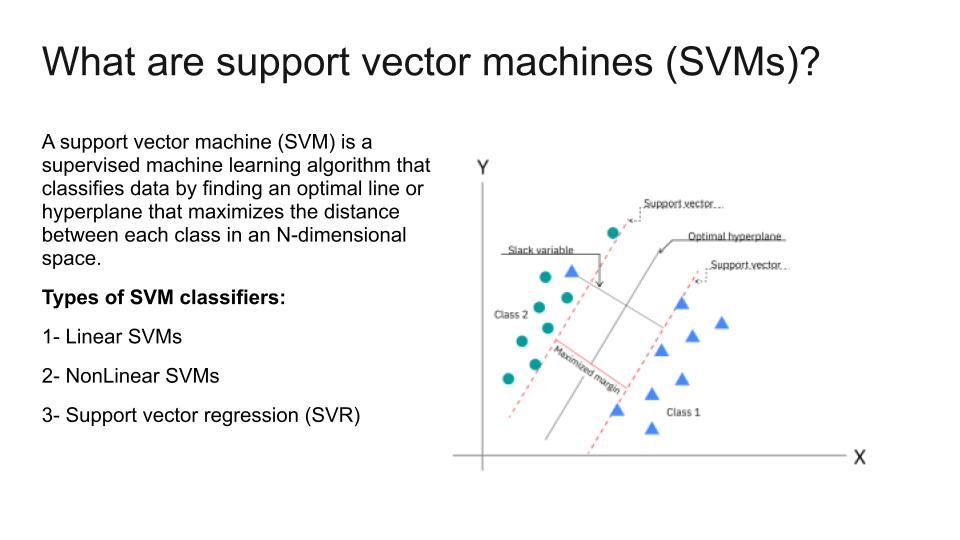 What are support vector machines (SVMs)?
A support vector machine (SVM) is a
supervised machine learning algorithm that
classifies data by finding an optimal line or
hyperplane that maximizes the distance
between each class in an N-dimensional
space.
Types of SVM classifiers:
1- Linear SVMs
2- NonLinear SVMs
3- Support vector regression (SVR)
Y
Support vector
Optimal hyperplane
Slack variable
Support vector
Class 2
Maximized margin
Class 1
X